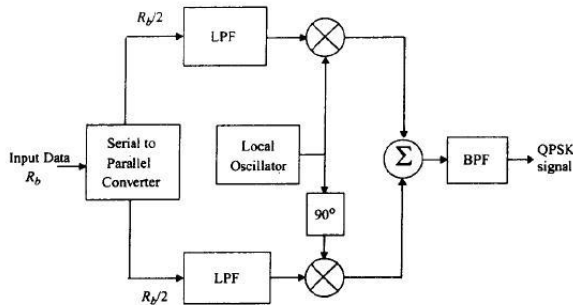 R_b/2
LPF
Input Data
R_b
Serial to
Parallel
Converter
Local
Oscillator
Σ
BPF
QPSK
signal
90°
R_b/2
LPF